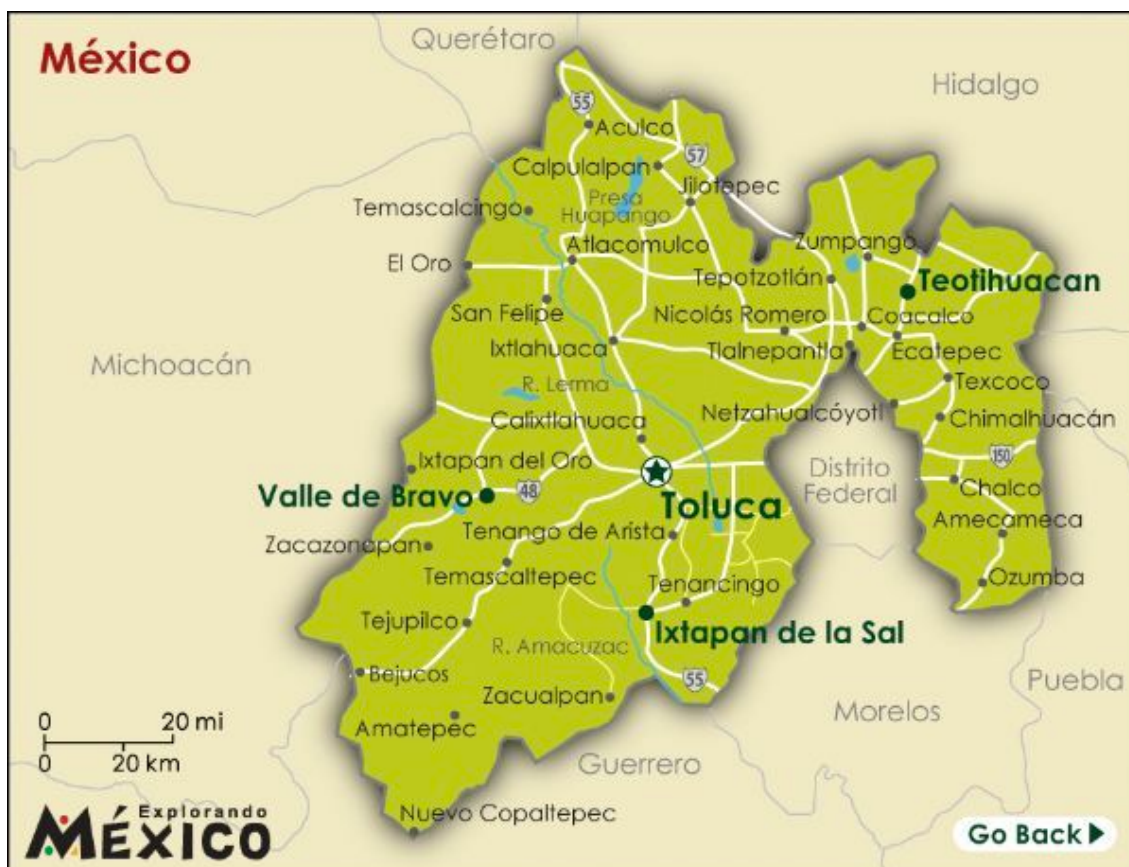 México
Querétaro
Hidalgo
55
Aculco
57
Calpulalpan
Jilotepec
Presa
Huapango
Temascalcingo
Atlacomulco
Zumpango
El Oro
Tepotzotlán
Teotihuacan
San Felipe
Nicolás Romero
Coacalco
Ixtlahuaca
Tlalnepantla
Ecatepec
Michoacán
R. Lerma
Texcoco
Calixtlahuaca
Netzahualcóyotl
Chimalhuacán
Ixtapan del Oro
150
Distrito
Federal
Valle de Bravo
48
Toluca
Chalco
Zacazonapan
Tenango de Arista
Amecameca
Temascaltepec
Tenancingo
Ozumba
Tejupilco
Ixtapan de la Sal
R. Amacuzac
Bejucos
55
Puebla
Zacualpan
Morelos
Amatepec
0 20 mi
0 20 km
Guerrero
Nuevo Copaltepec
Explorando
MÉXICO
Go Back